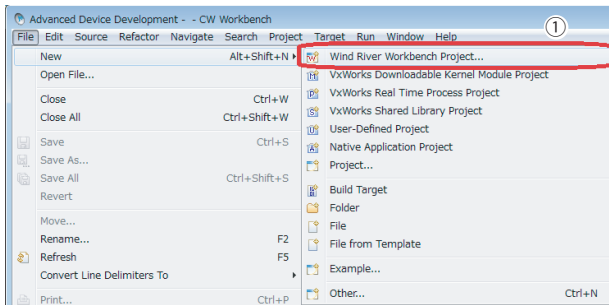 Advanced Device Development - - CW Workbench
File Edit Source Refactor Navigate Search Project Target Run Window Help
①
New Alt+Shift+N
Open File...
Close Ctrl+W
Close All Ctrl+Shift+W
Save Ctrl+S
Save As...
Save All Ctrl+Shift+S
Revert
Move...
Rename... F2
Refresh F5
Convert Line Delimiters To
Print... Ctrl+P
Wind River Workbench Project...
VxWorks Downloadable Kernel Module Project
VxWorks Real Time Process Project
VxWorks Shared Library Project
User-Defined Project
Native Application Project
Project...
Build Target
Folder
File
File from Template
Example...
Other... Ctrl+N